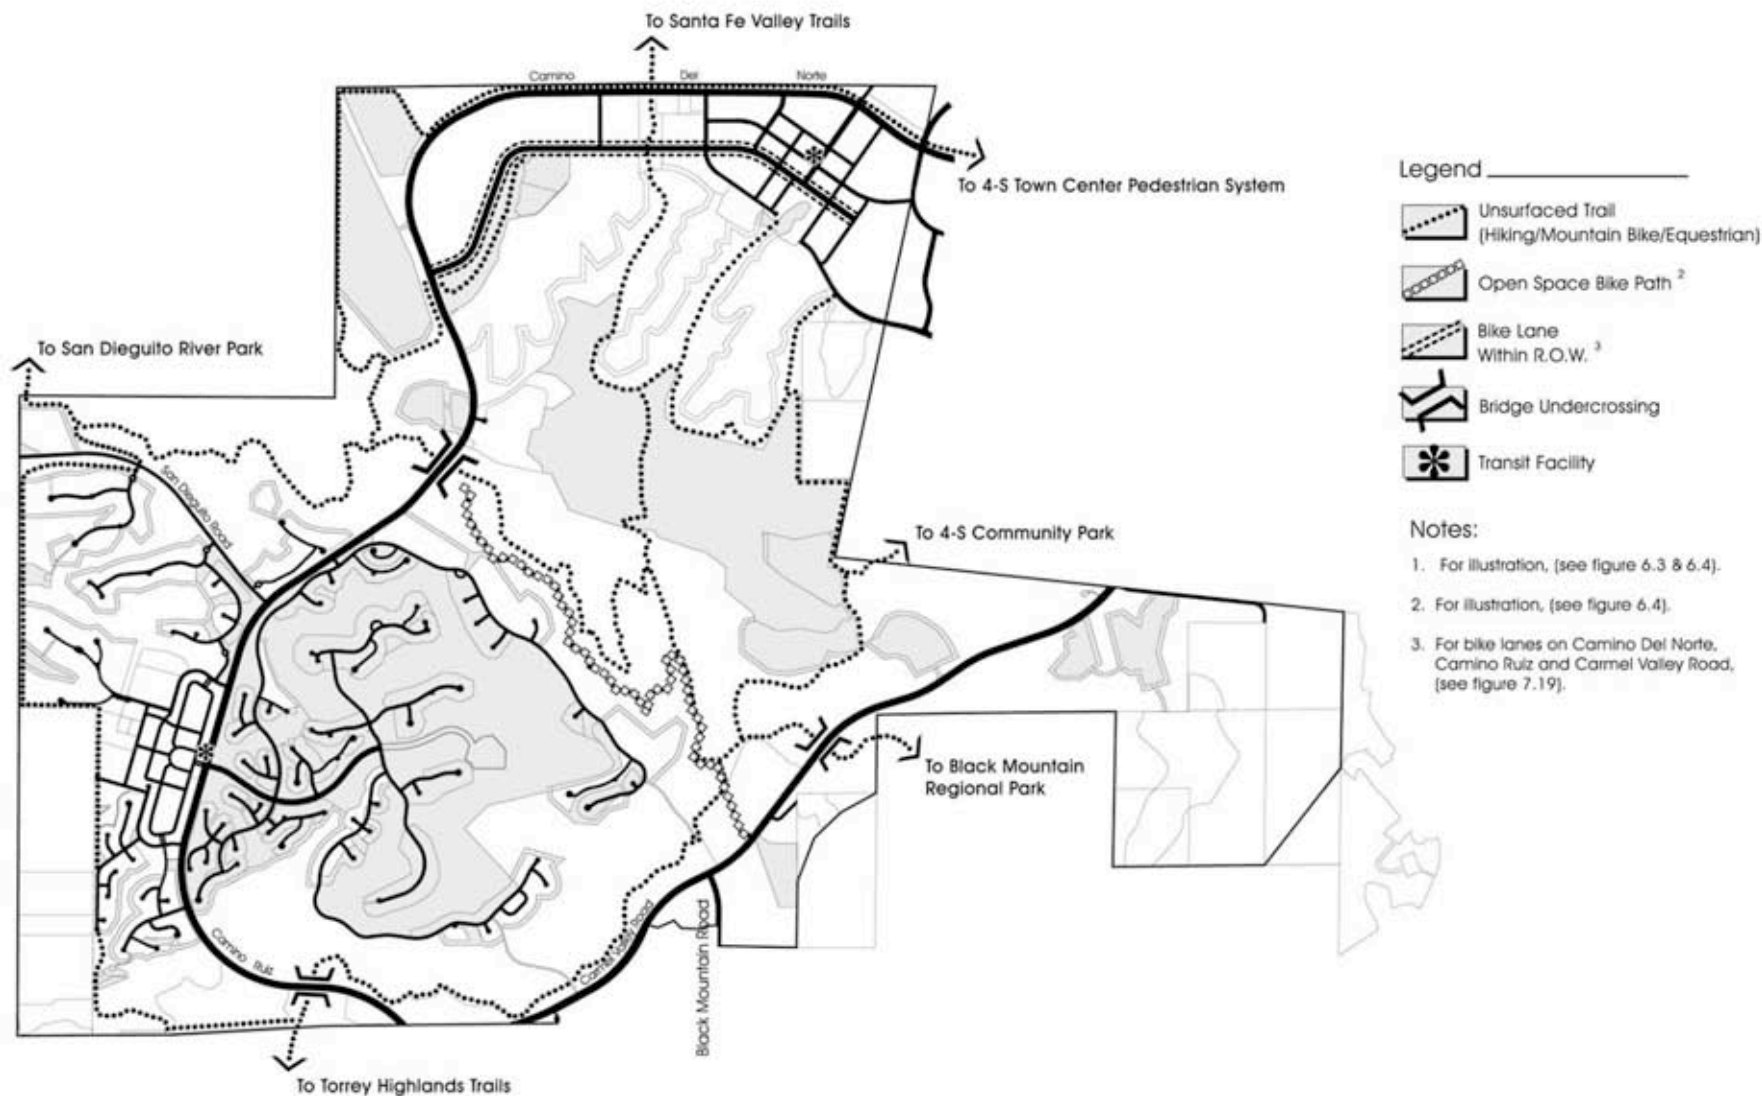 To Santa Fe Valley Trails
Camino Del Norte
To 4-S Town Center Pedestrian System
To San Dieguito River Park
San Dieguito Road
To 4-S Community Park
To Black Mountain
Regional Park
Camino Ruiz
Carmel Valley Road
Black Mountain Road
To Torrey Highlands Trails
Legend
Unsurfaced Trail
(Hiking/Mountain Bike/Equestrian)
Open Space Bike Path 2
Bike Lane
Within R.O.W. 3
Bridge Undercrossing
Transit Facility
Notes:
1. For illustration, (see figure 6.3 & 6.4).
2. For illustration, (see figure 6.4).
3. For bike lanes on Camino Del Norte,
Camino Ruiz and Carmel Valley Road,
(see figure 7.19).